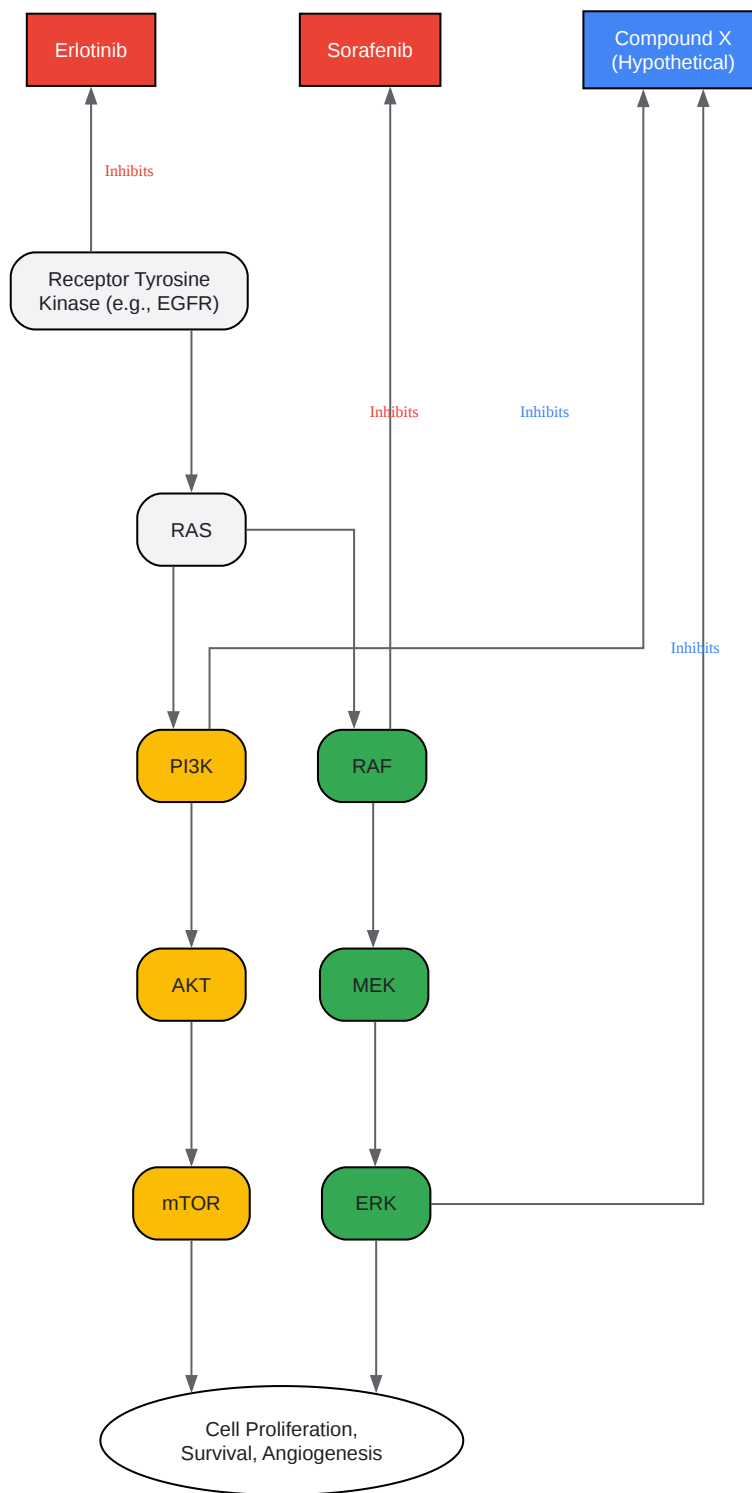 Erlotinib
Sorafenib
Compound X
(Hypothetical)
Inhibits
Receptor Tyrosine
Kinase (e.g., EGFR)
Inhibits
Inhibits
RAS
Inhibits
PI3K
RAF
AKT
MEK
mTOR
ERK
Cell Proliferation,
Survival, Angiogenesis